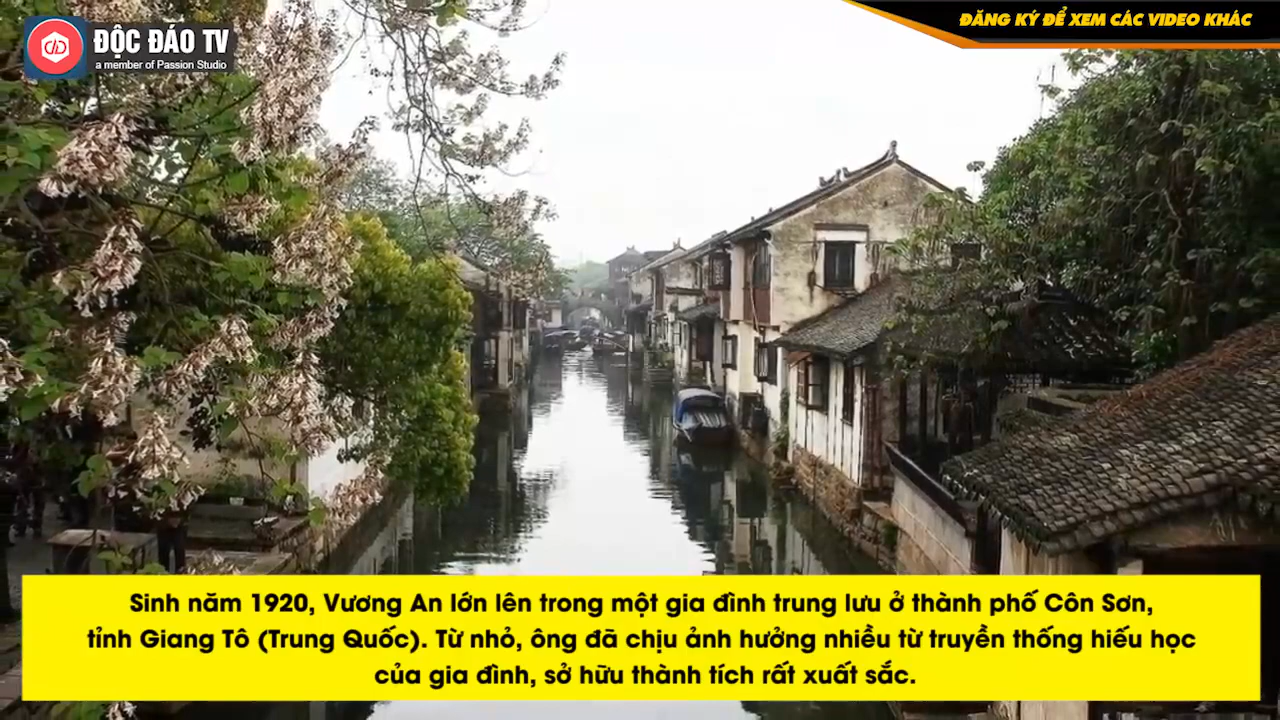 ĐỘC ĐÁO TV
a member of Passion Studio
ĐĂNG KÝ ĐỂ XEM CÁC VIDEO KHÁC
Sinh năm 1920, Vương An lớn lên trong một gia đình trung lưu ở thành phố Côn Sơn,
tỉnh Giang Tô (Trung Quốc). Từ nhỏ, ông đã chịu ảnh hưởng nhiều từ truyền thống hiếu học
của gia đình, sở hữu thành tích rất xuất sắc.